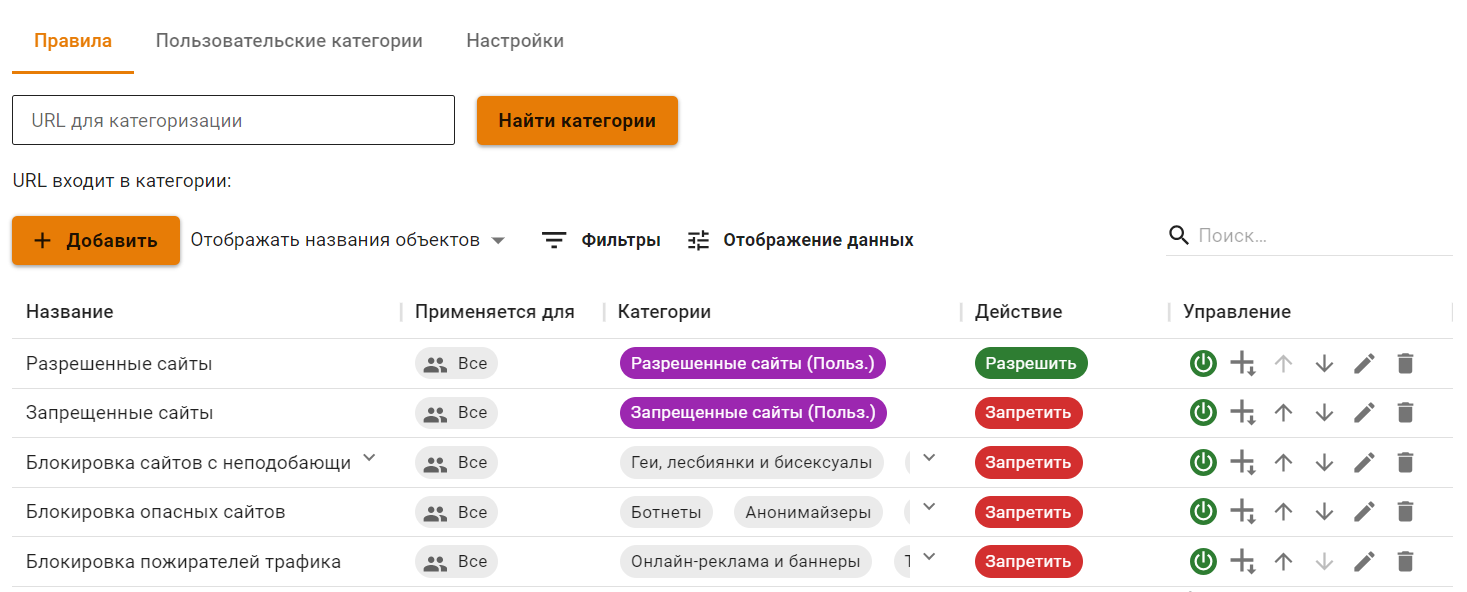 Правила Пользовательские категории Настройки
URL для категоризации Найти категории
URL входит в категории:
Добавить Отображать названия объектов Фильтры Отображение данных Поиск...
Название Применяется для Категории Действие Управление
Разрешенные сайты Все Разрешенные сайты (Польз.) Разрешить
Запрещенные сайты Все Запрещенные сайты (Польз.) Запретить
Блокировка сайтов с неподобающи Все Геи, лесбиянки и бисексуалы Запретить
Блокировка опасных сайтов Все Ботнеты Анонимайзеры Запретить
Блокировка пожирателей трафика Все Онлайн-реклама и баннеры Запретить